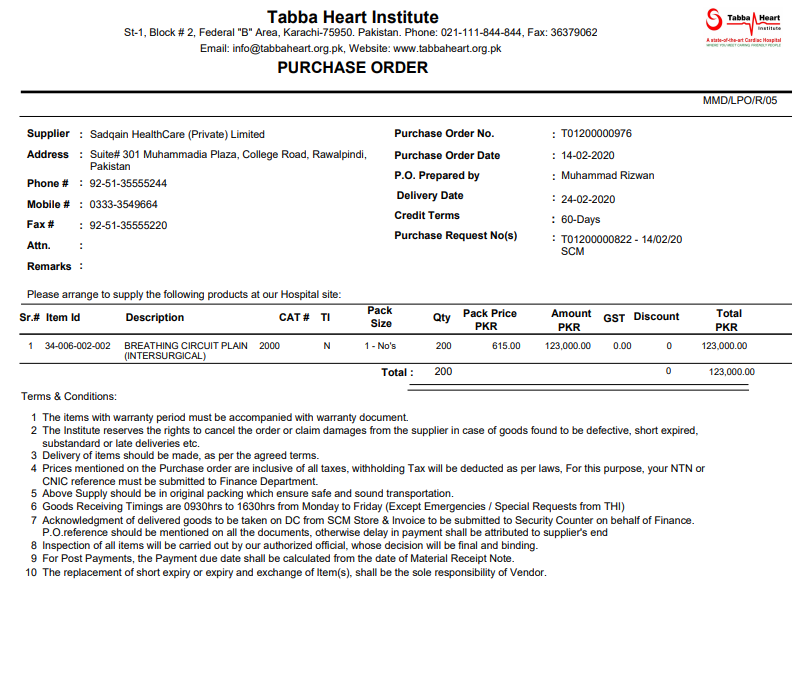 Tabba Heart Institute
St-1, Block # 2, Federal "B" Area, Karachi-75950. Pakistan. Phone: 021-111-844-844, Fax: 36379062
Email: info@tabbaheart.org.pk, Website: www.tabbaheart.org.pk
PURCHASE ORDER
Tabba Heart
Institute
A state-of-the-art Cardiac Hospital
WHERE YOU MEET CARING, FRIENDLY PEOPLE
MMD/LPO/R/05
Supplier : Sadqain HealthCare (Private) Limited
Address : Suite# 301 Muhammadia Plaza, College Road, Rawalpindi,
Pakistan
Phone # : 92-51-35555244
Mobile # : 0333-3549664
Fax # : 92-51-35555220
Attn. :
Remarks :
Purchase Order No. : T01200000976
Purchase Order Date : 14-02-2020
P.O. Prepared by : Muhammad Rizwan
Delivery Date : 24-02-2020
Credit Terms : 60-Days
Purchase Request No(s) : T01200000822 - 14/02/20
SCM
Please arrange to supply the following products at our Hospital site:
Sr.# Item Id Description CAT # TI Pack Size Qty Pack Price PKR Amount PKR GST Discount Total PKR
1 34-006-002-002 BREATHING CIRCUIT PLAIN 2000 N 1 - No's 200 615.00 123,000.00 0.00 0 123,000.00
(INTERSURGICAL)
Total : 200 0 123,000.00
Terms & Conditions:
1 The items with warranty period must be accompanied with warranty document.
2 The Institute reserves the rights to cancel the order or claim damages from the supplier in case of goods found to be defective, short expired,
substandard or late deliveries etc.
3 Delivery of items should be made, as per the agreed terms.
4 Prices mentioned on the Purchase order are inclusive of all taxes, withholding Tax will be deducted as per laws, For this purpose, your NTN or
CNIC reference must be submitted to Finance Department.
5 Above Supply should be in original packing which ensure safe and sound transportation.
6 Goods Receiving Timings are 0930hrs to 1630hrs from Monday to Friday (Except Emergencies / Special Requests from THI)
7 Acknowledgment of delivered goods to be taken on DC from SCM Store & Invoice to be submitted to Security Counter on behalf of Finance.
P.O.reference should be mentioned on all the documents, otherwise delay in payment shall be attributed to supplier's end
8 Inspection of all items will be carried out by our authorized official, whose decision will be final and binding.
9 For Post Payments, the Payment due date shall be calculated from the date of Material Receipt Note.
10 The replacement of short expiry or expiry and exchange of Item(s), shall be the sole responsibility of Vendor.